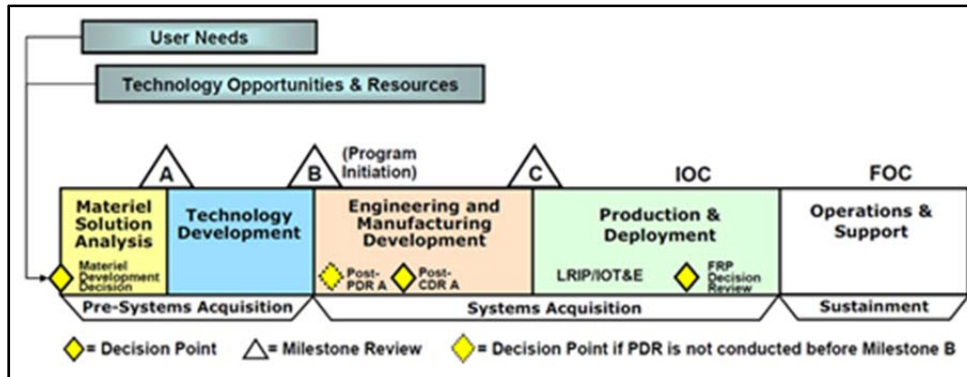 User Needs
Technology Opportunities & Resources
A
B
(Program
Initiation)
C
IOC
FOC
Materiel
Solution
Analysis
Materiel
Development
Decision
Technology
Development
Engineering and
Manufacturing
Development
Post-
PDR A
Post-
CDR A
Production &
Deployment
LRIP/IOT&E
FRP
Decision
Review
Operations &
Support
Pre-Systems Acquisition
Systems Acquisition
Sustainment
= Decision Point
= Milestone Review
= Decision Point if PDR is not conducted before Milestone B